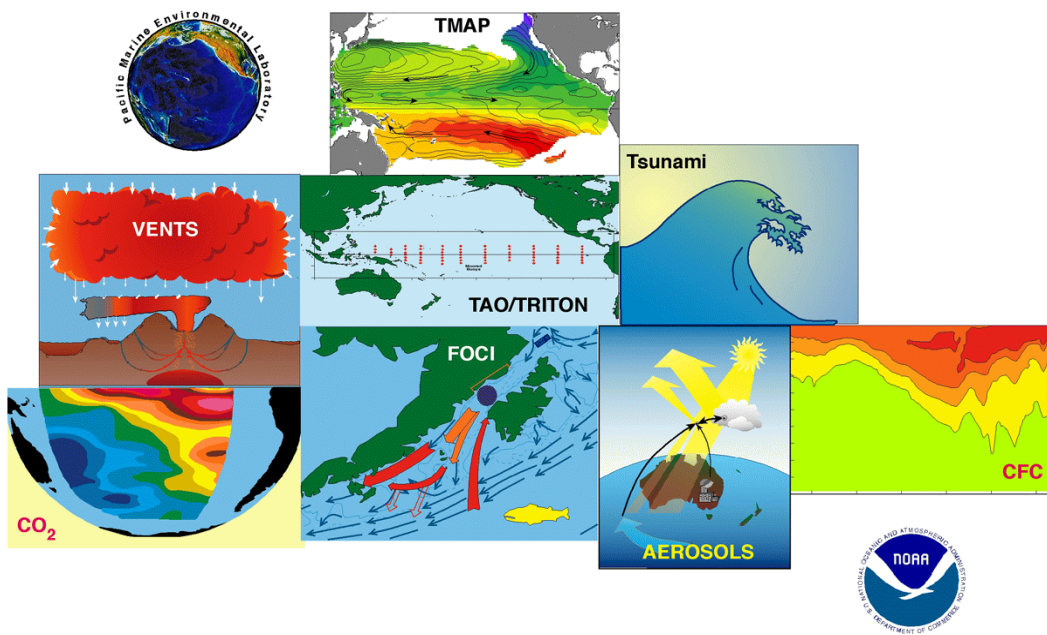 Pacific Marine Environmental Laboratory
TMAP
Tsunami
VENTS
TAO/TRITON
FOCI
CO₂
AEROSOLS
CFC
NATIONAL OCEANIC AND ATMOSPHERIC ADMINISTRATION
NOAA
U.S. DEPARTMENT OF COMMERCE